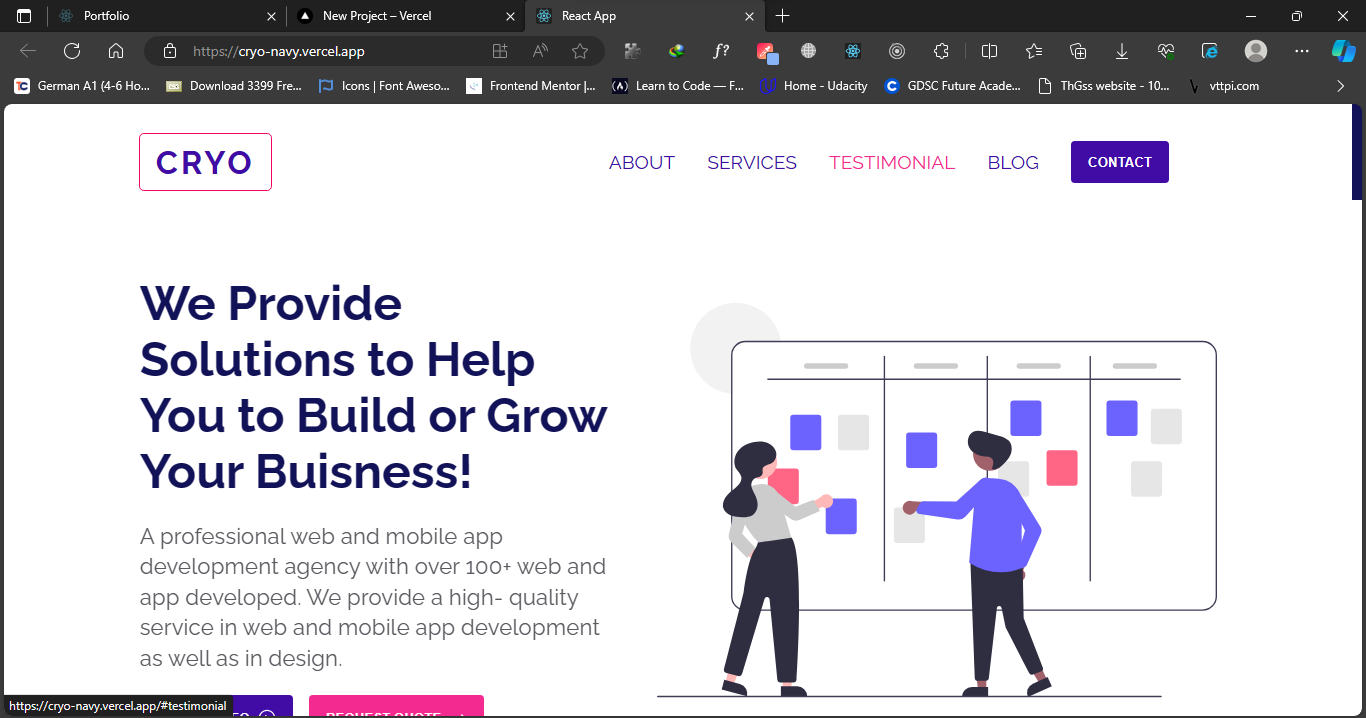 Portfolio
New Project – Vercel
React App
https://cryo-navy.vercel.app
German A1 (4-6 Ho...
Download 3399 Free...
Icons | Font Aweso...
Frontend Mentor |...
Learn to Code — F...
Home - Udacity
GDSC Future Acade...
ThGss website - 10...
vttpi.com
CRYO
ABOUT
SERVICES
TESTIMONIAL
BLOG
CONTACT
We Provide
Solutions to Help
You to Build or Grow
Your Buisness!
A professional web and mobile app
development agency with over 100+ web and
app developed. We provide a high- quality
service in web and mobile app development
as well as in design.
REQUEST QUOTE
https://cryo-navy.vercel.app/#testimonial